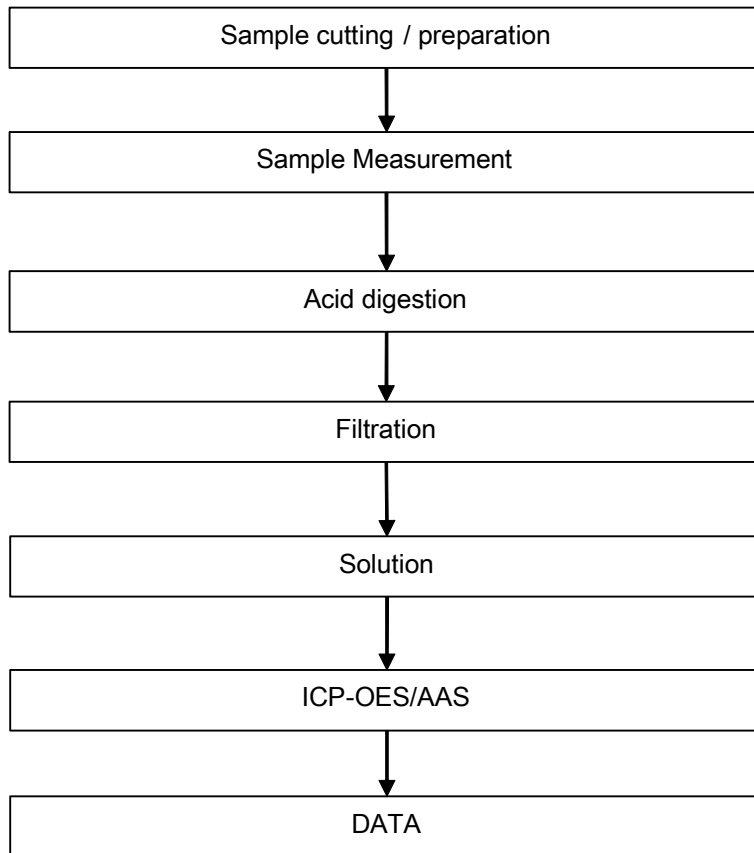 Sample cutting / preparation
Sample Measurement
Acid digestion
Filtration
Solution
ICP-OES/AAS
DATA